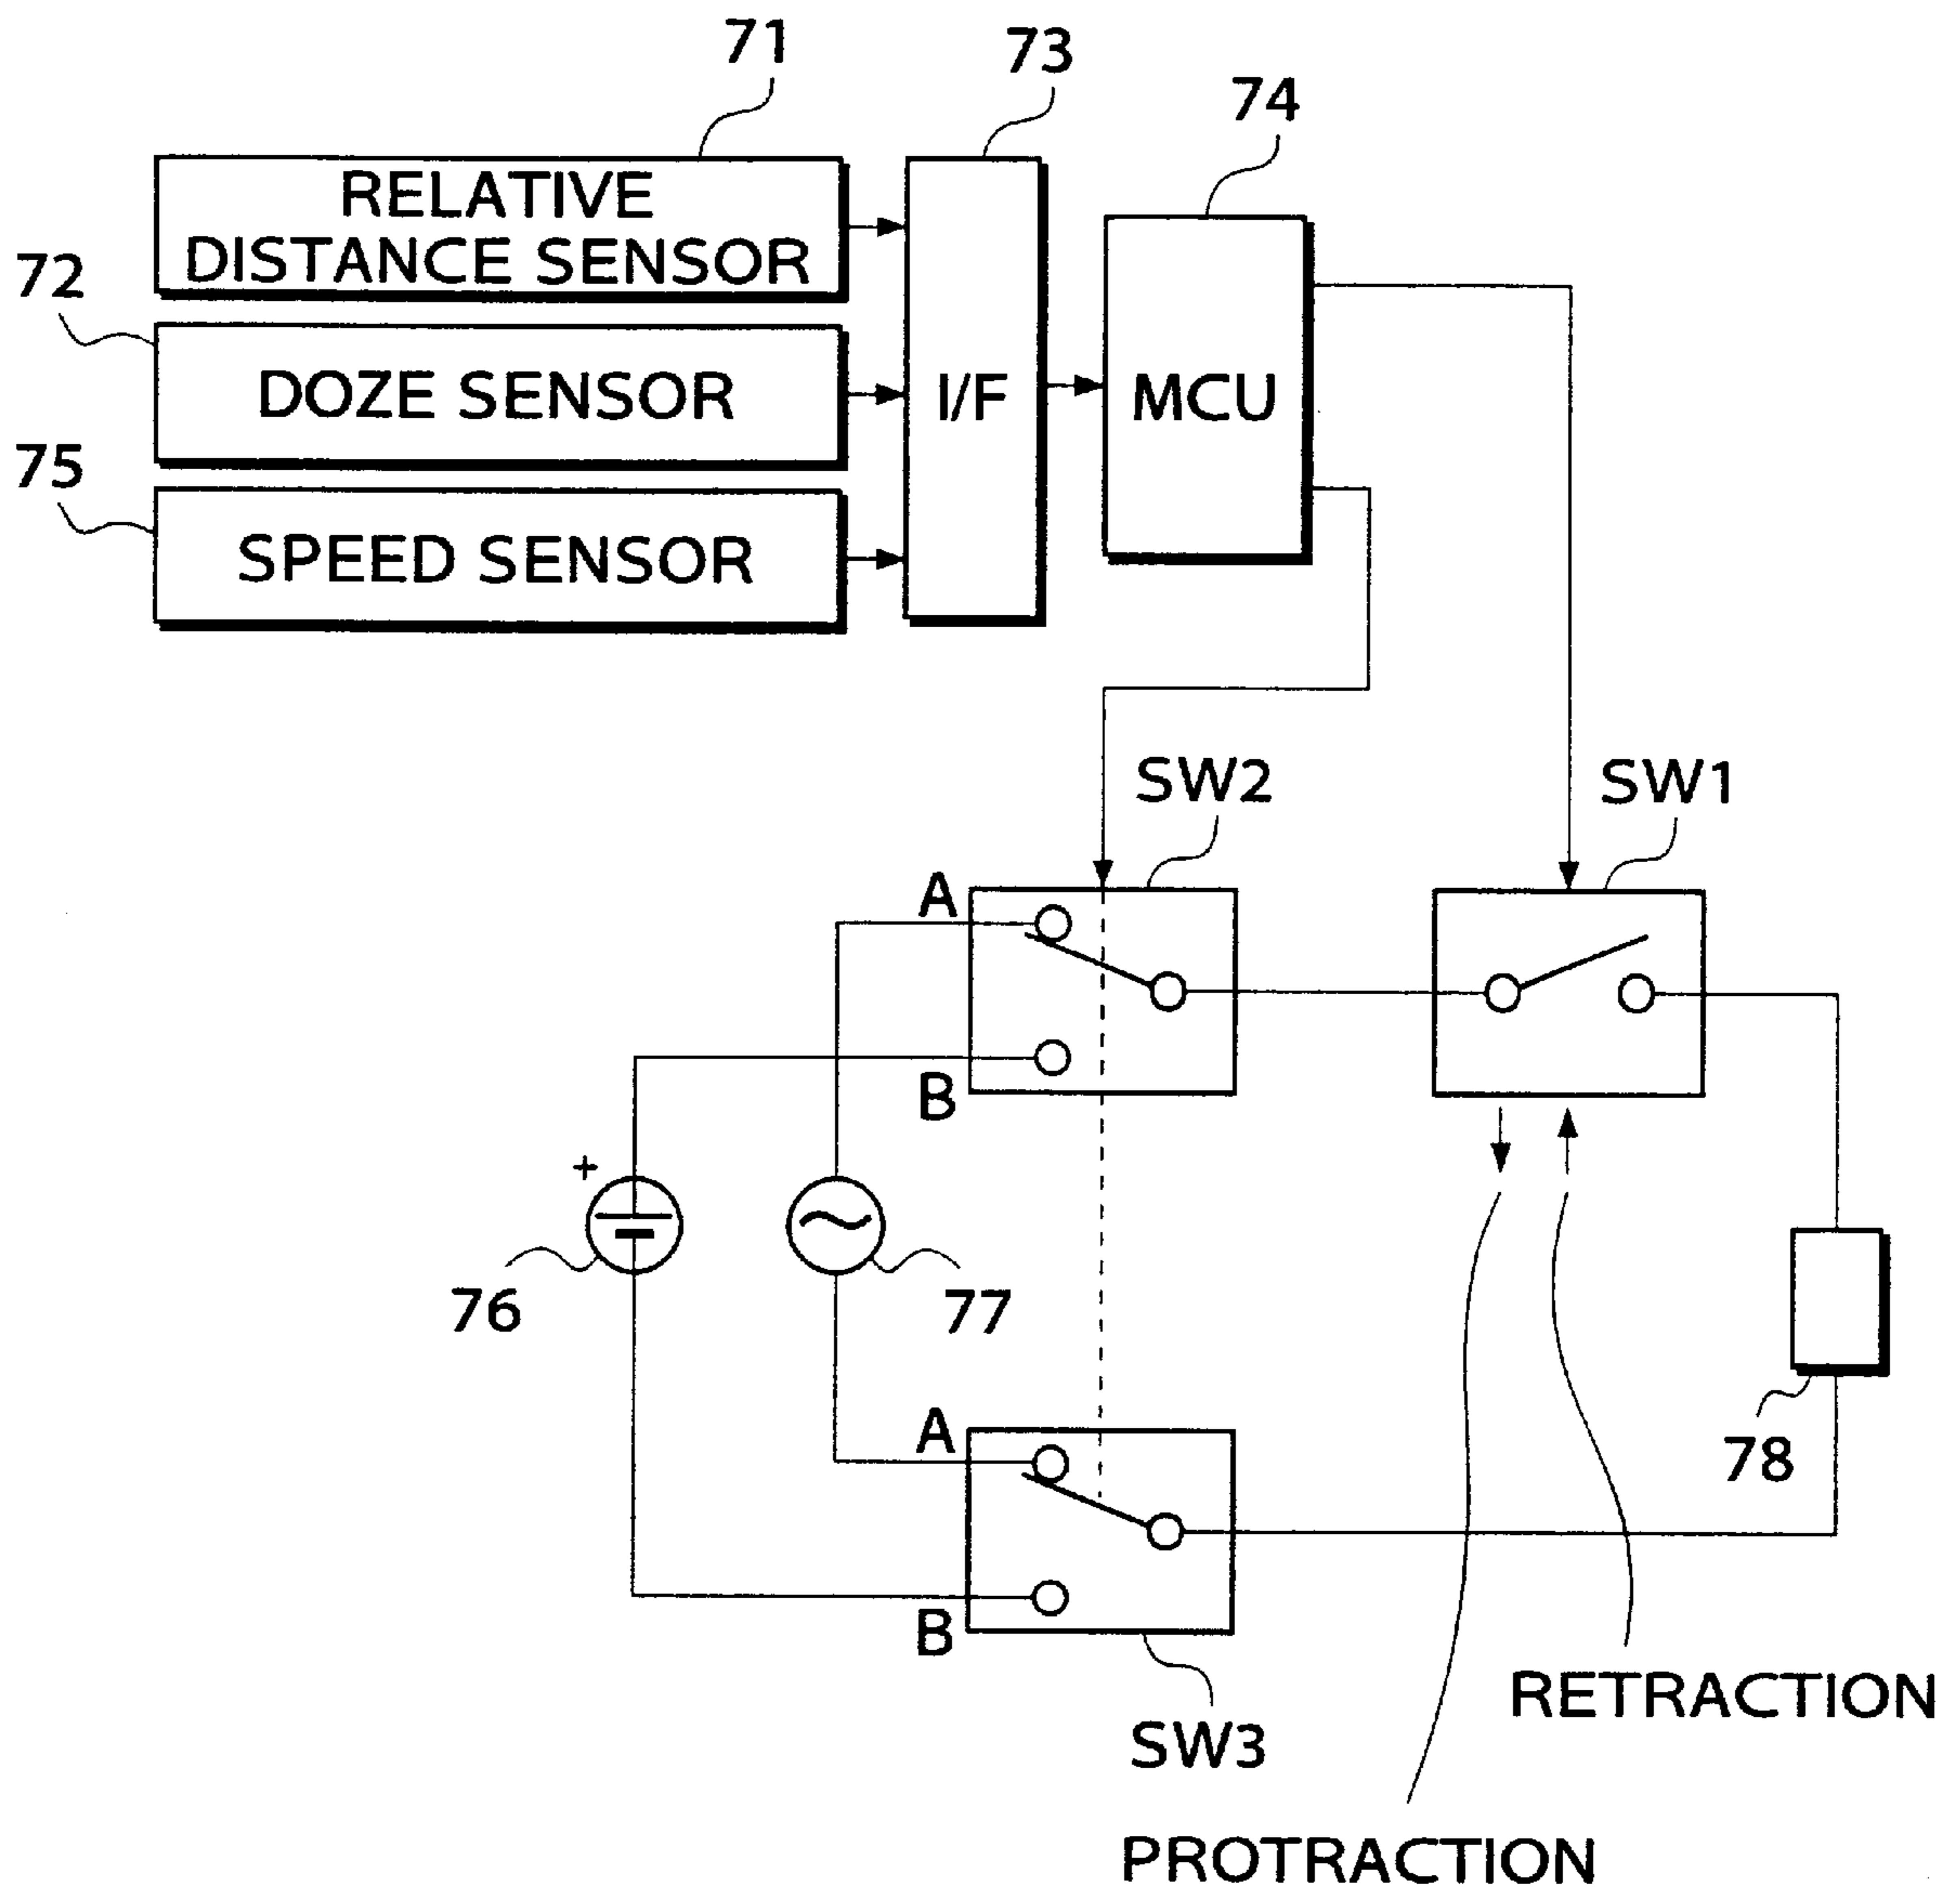 71
73
74
RELATIVE
DISTANCE SENSOR
72
DOZE SENSOR
I/F
MCU
75
SPEED SENSOR
SW2
SW1
A
B
+
76
77
A
78
B
RETRACTION
SW3
PROTRACTION